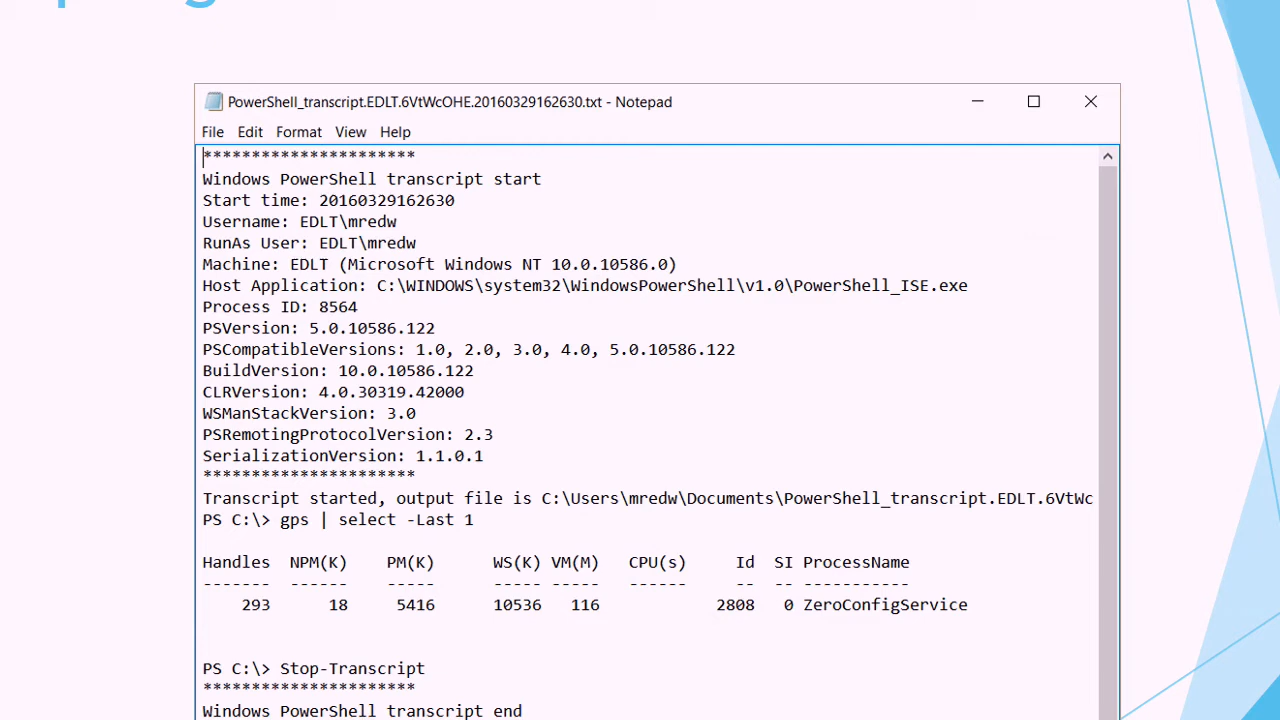 PowerShell_transcript.EDLT.6VtWcOHE.20160329162630.txt - Notepad
File Edit Format View Help
**********************
Windows PowerShell transcript start
Start time: 20160329162630
Username: EDLT\mredw
RunAs User: EDLT\mredw
Machine: EDLT (Microsoft Windows NT 10.0.10586.0)
Host Application: C:\WINDOWS\system32\WindowsPowerShell\v1.0\PowerShell_ISE.exe
Process ID: 8564
PSVersion: 5.0.10586.122
PSCompatibleVersions: 1.0, 2.0, 3.0, 4.0, 5.0.10586.122
BuildVersion: 10.0.10586.122
CLRVersion: 4.0.30319.42000
WSManStackVersion: 3.0
PSRemotingProtocolVersion: 2.3
SerializationVersion: 1.1.0.1
**********************
Transcript started, output file is C:\Users\mredw\Documents\PowerShell_transcript.EDLT.6VtWc
PS C:\> gps | select -Last 1
Handles  NPM(K)    PM(K)      WS(K) VM(M)   CPU(s)     Id  SI ProcessName
-------  ------    -----      ----- -----   ------     --  -- -----------
    293      18     5416      10536   116            2808   0 ZeroConfigService
PS C:\> Stop-Transcript
**********************
Windows PowerShell transcript end